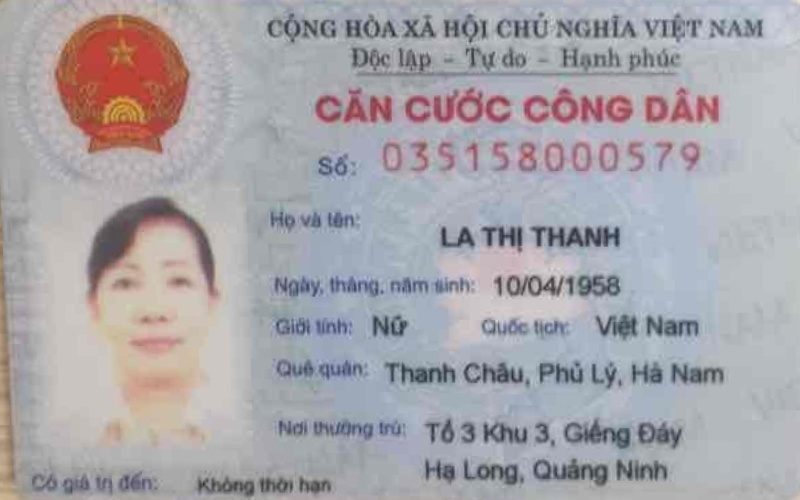 CỘNG HÒA XÃ HỘI CHỦ NGHĨA VIỆT NAM
Độc lập - Tự do - Hạnh phúc
CĂN CƯỚC CÔNG DÂN
Số: 035158000579
Họ và tên:
LA THỊ THANH
Ngày, tháng, năm sinh: 10/04/1958
Giới tính: Nữ Quốc tịch: Việt Nam
Quê quán: Thanh Châu, Phủ Lý, Hà Nam
Nơi thường trú: Tổ 3 Khu 3, Giếng Đáy
Hạ Long, Quảng Ninh
Có giá trị đến: Không thời hạn